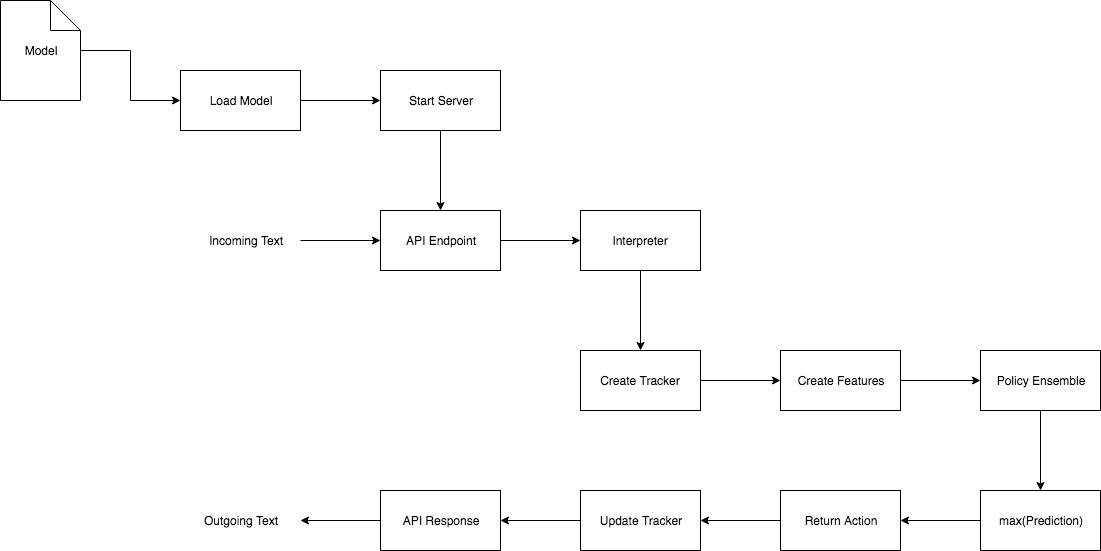 Model
Load Model
Start Server
Incoming Text
API Endpoint
Interpreter
Create Tracker
Create Features
Policy Ensemble
Outgoing Text
API Response
Update Tracker
Return Action
max(Prediction)